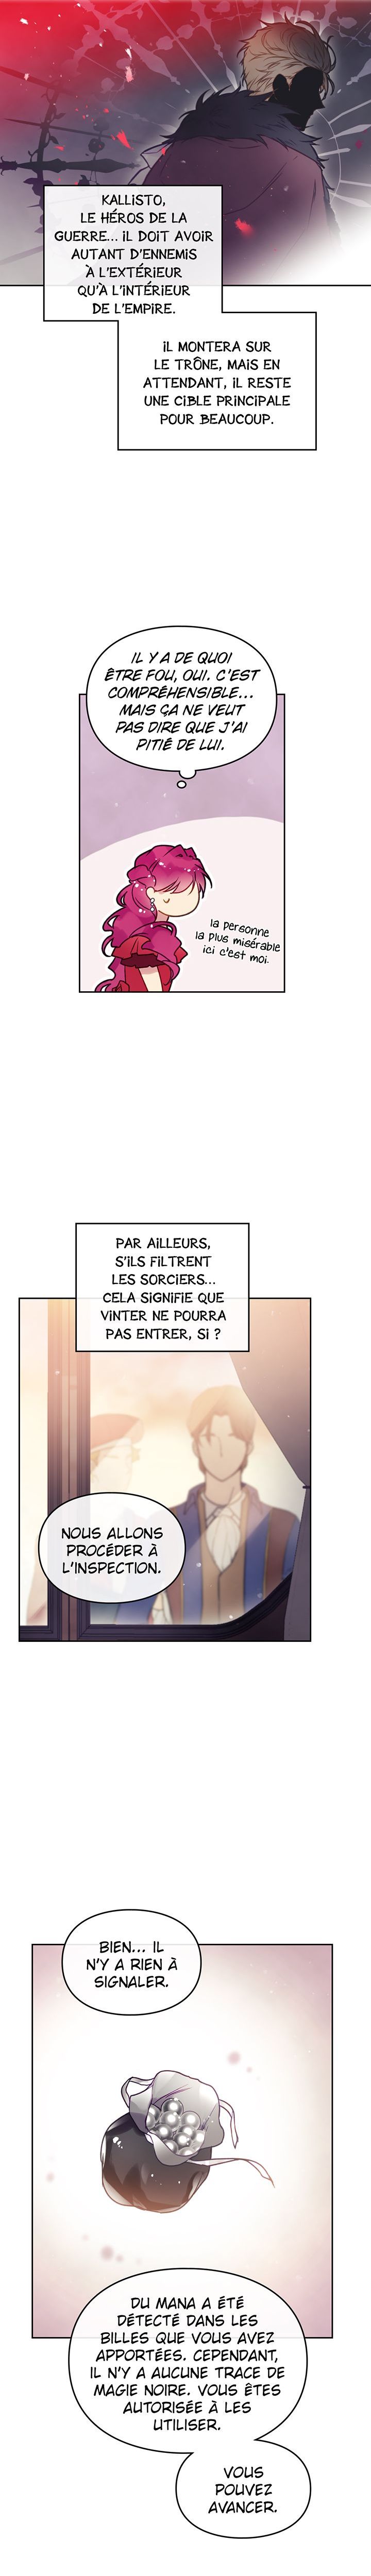 KALLISTO,
LE HÉROS DE LA
GUERRE... IL DOIT AVOIR
AUTANT D'ENNEMIS
À L'EXTÉRIEUR
QU'À L'INTÉRIEUR
DE L'EMPIRE.
IL MONTERA SUR
LE TRÔNE, MAIS EN
ATTENDANT, IL RESTE
UNE CIBLE PRINCIPALE
POUR BEAUCOUP.
IL Y A DE QUOI
ÊTRE FOU, OUI. C'EST
COMPRÉHENSIBLE...
MAIS ÇA NE VEUT
PAS DIRE QUE J'AI
PITIÉ DE LUI.
la personne
la plus misérable
ici c'est moi.
PAR AILLEURS,
S'ILS FILTRENT
LES SORCIERS...
CELA SIGNIFIE QUE
VINTER NE POURRA
PAS ENTRER, SI ?
NOUS ALLONS
PROCÉDER À
L'INSPECTION.
BIEN... IL
N'Y A RIEN À
SIGNALER.
DU MANA A ÉTÉ
DÉTECTÉ DANS LES
BILLES QUE VOUS AVEZ
APPORTÉES. CEPENDANT,
IL N'Y A AUCUNE TRACE DE
MAGIE NOIRE. VOUS ÊTES
AUTORISÉE À LES
UTILISER.
VOUS
POUVEZ
AVANCER.